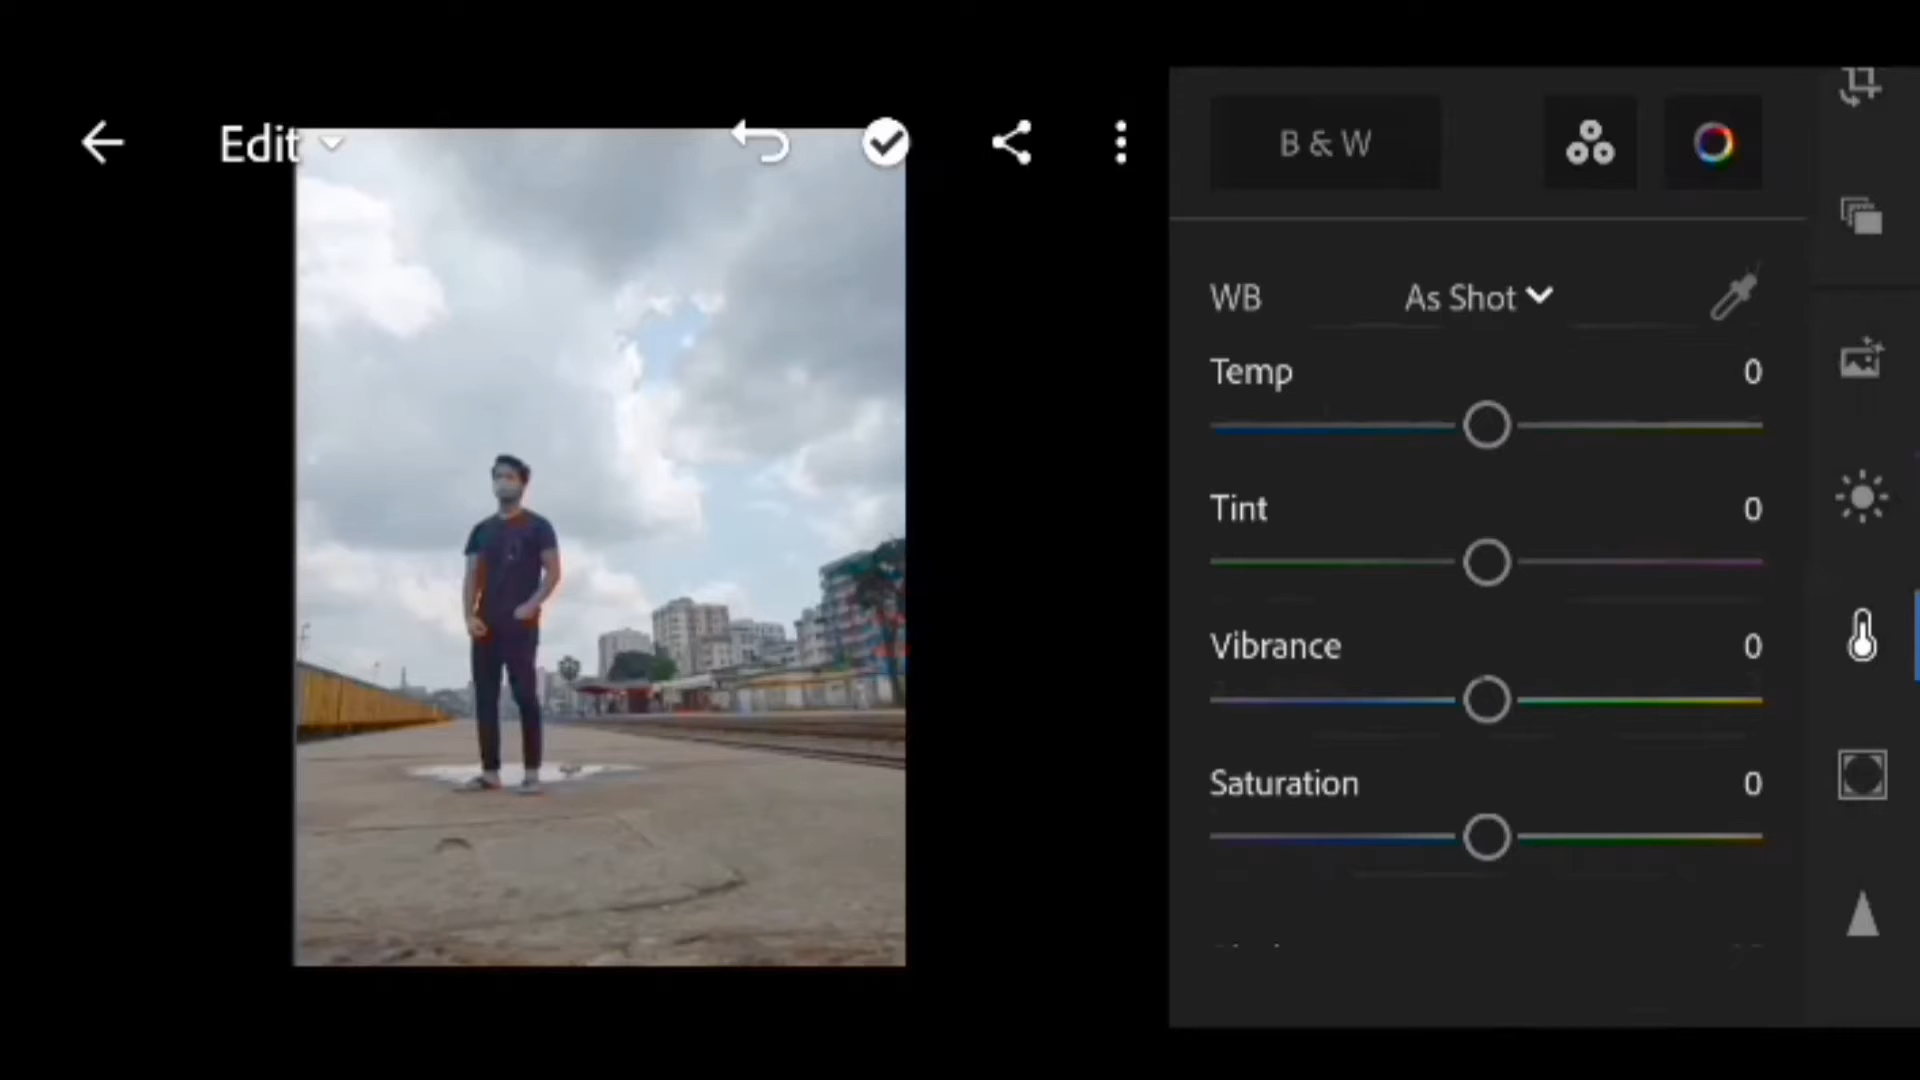 Edit
B & W
WB As Shot
Temp 0
Tint 0
Vibrance 0
Saturation 0